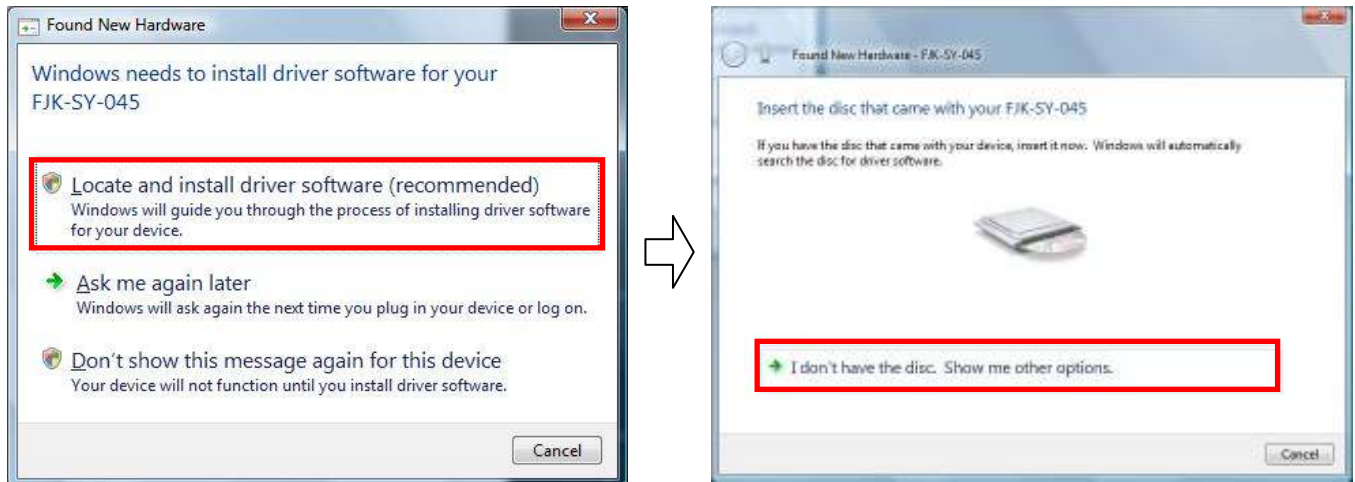 Found New Hardware
Windows needs to install driver software for your
FJK-SY-045
Locate and install driver software (recommended)
Windows will guide you through the process of installing driver software
for your device.
Ask me again later
Windows will ask again the next time you plug in your device or log on.
Don't show this message again for this device
Your device will not function until you install driver software.
Cancel
Found New Hardware - FJK-SY-045
Insert the disc that came with your FJK-SY-045
If you have the disc that came with your device, insert it now. Windows will automatically
search the disc for driver software.
I don't have the disc. Show me other options.
Cancel